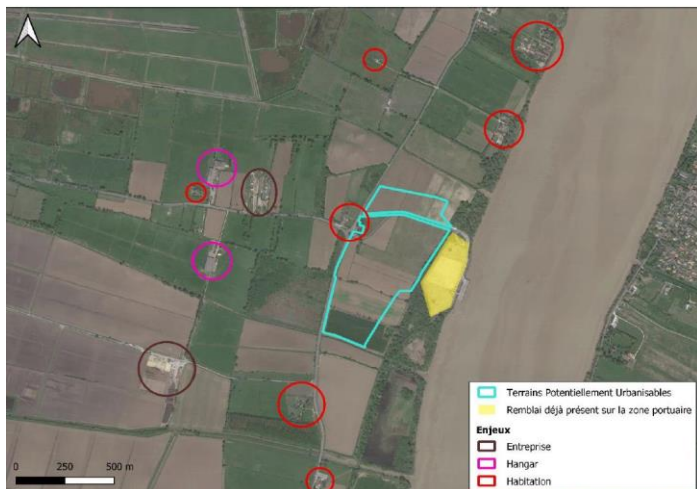 Terrains Potentiellement Urbanisables
Remblai déjà présent sur la zone portuaire
Enjeux
Entreprise
Hangar
Habitation
0 250 500 m